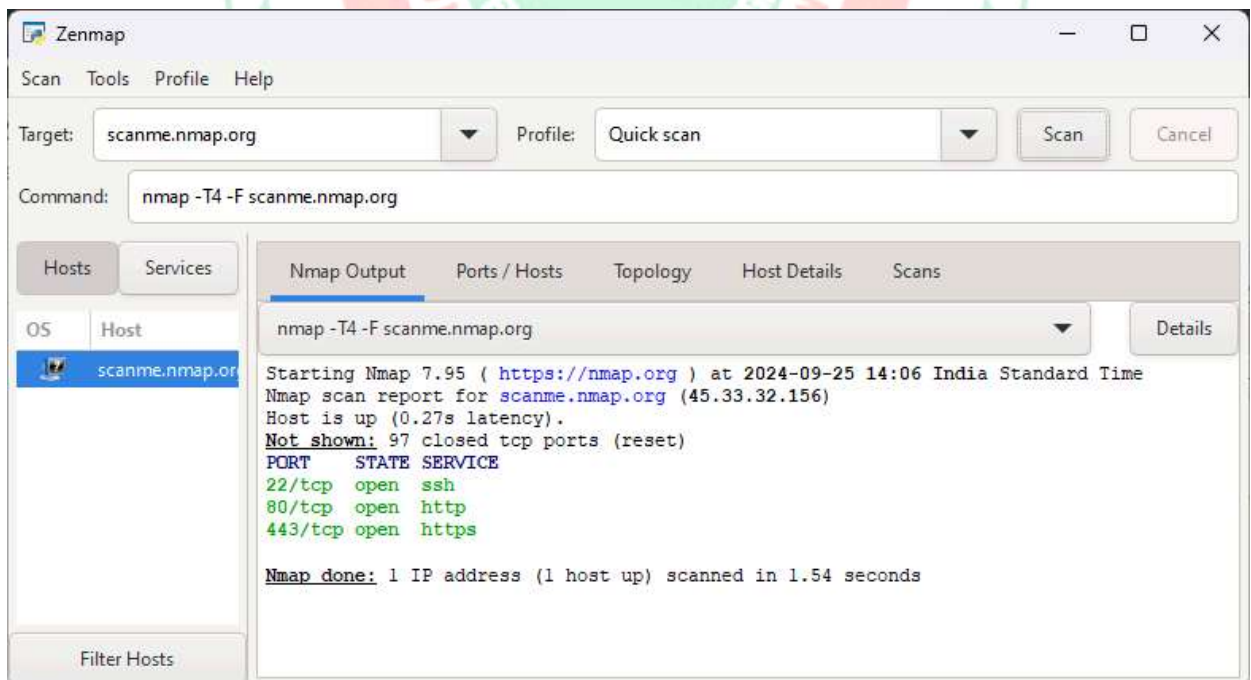 Zenmap
Scan Tools Profile Help
Target: scanme.nmap.org Profile: Quick scan Scan Cancel
Command: nmap -T4 -F scanme.nmap.org
Hosts Services Nmap Output Ports / Hosts Topology Host Details Scans
OS Host nmap -T4 -F scanme.nmap.org Details
scanme.nmap.or
Starting Nmap 7.95 ( https://nmap.org ) at 2024-09-25 14:06 India Standard Time
Nmap scan report for scanme.nmap.org (45.33.32.156)
Host is up (0.27s latency).
Not shown: 97 closed tcp ports (reset)
PORT STATE SERVICE
22/tcp open ssh
80/tcp open http
443/tcp open https
Nmap done: 1 IP address (1 host up) scanned in 1.54 seconds
Filter Hosts